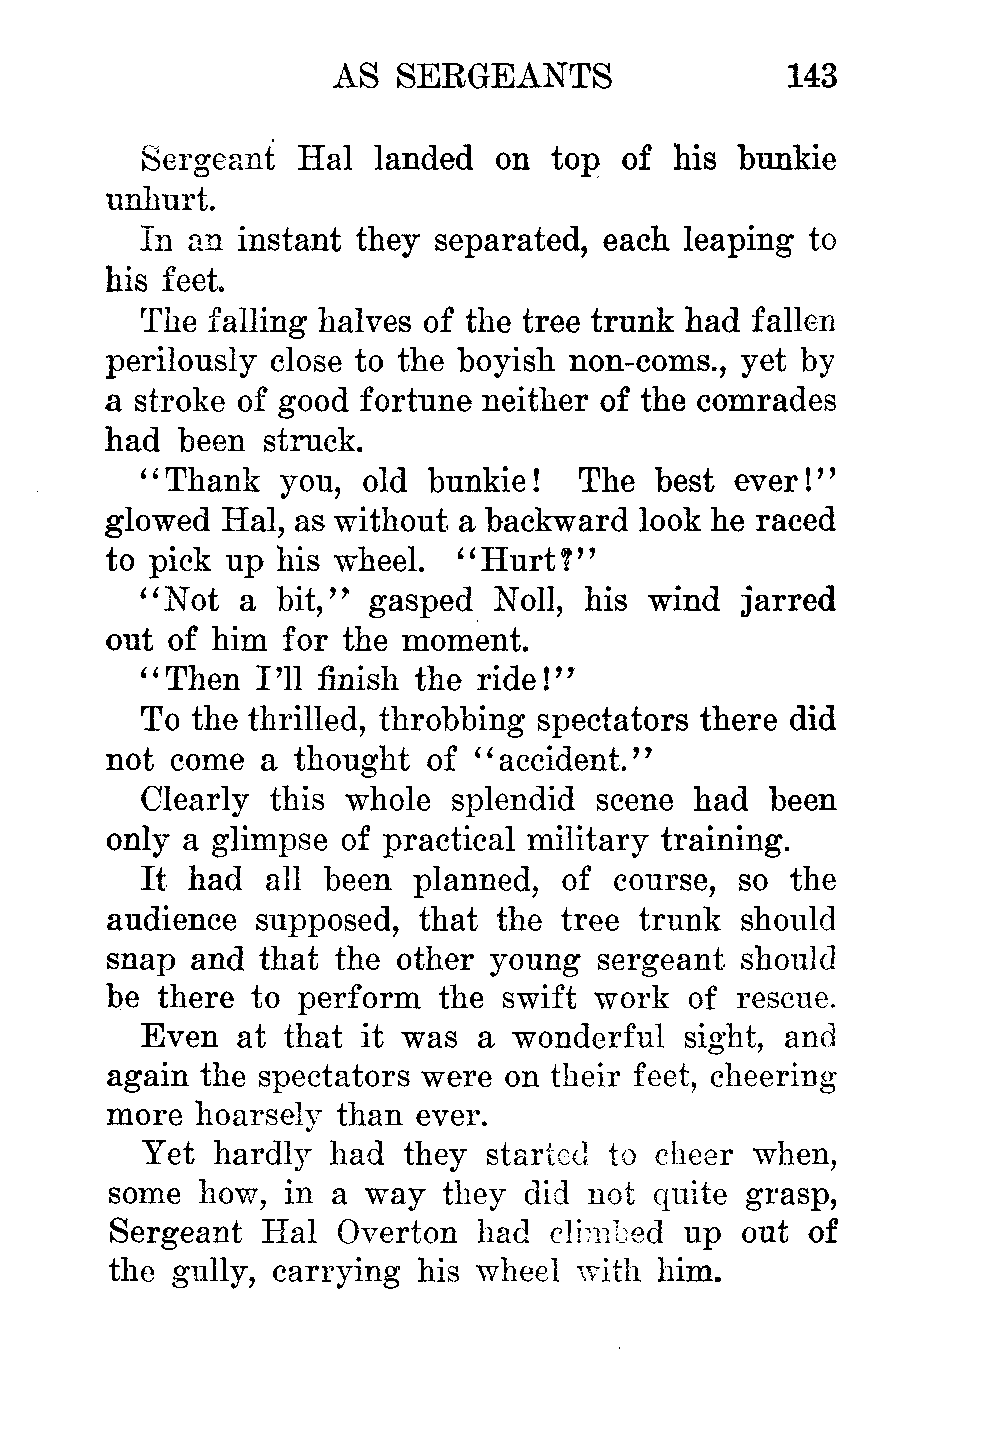 AS SERGEANTS 143
Sergeant Hal landed on top of his bunkie
unhurt.
In an instant they separated, each leaping to
his feet.
The falling halves of the tree trunk had fallen
perilously close to the boyish non-coms., yet by
a stroke of good fortune neither of the comrades
had been struck.
"Thank you, old bunkie! The best ever!"
glowed Hal, as without a backward look he raced
to pick up his wheel. "Hurt?"
"Not a bit," gasped Noll, his wind jarred
out of him for the moment.
"Then I'll finish the ride!"
To the thrilled, throbbing spectators there did
not come a thought of "accident."
Clearly this whole splendid scene had been
only a glimpse of practical military training.
It had all been planned, of course, so the
audience supposed, that the tree trunk should
snap and that the other young sergeant should
be there to perform the swift work of rescue.
Even at that it was a wonderful sight, and
again the spectators were on their feet, cheering
more hoarsely than ever.
Yet hardly had they started to cheer when,
some how, in a way they did not quite grasp,
Sergeant Hal Overton had climbed up out of
the gully, carrying his wheel with him.